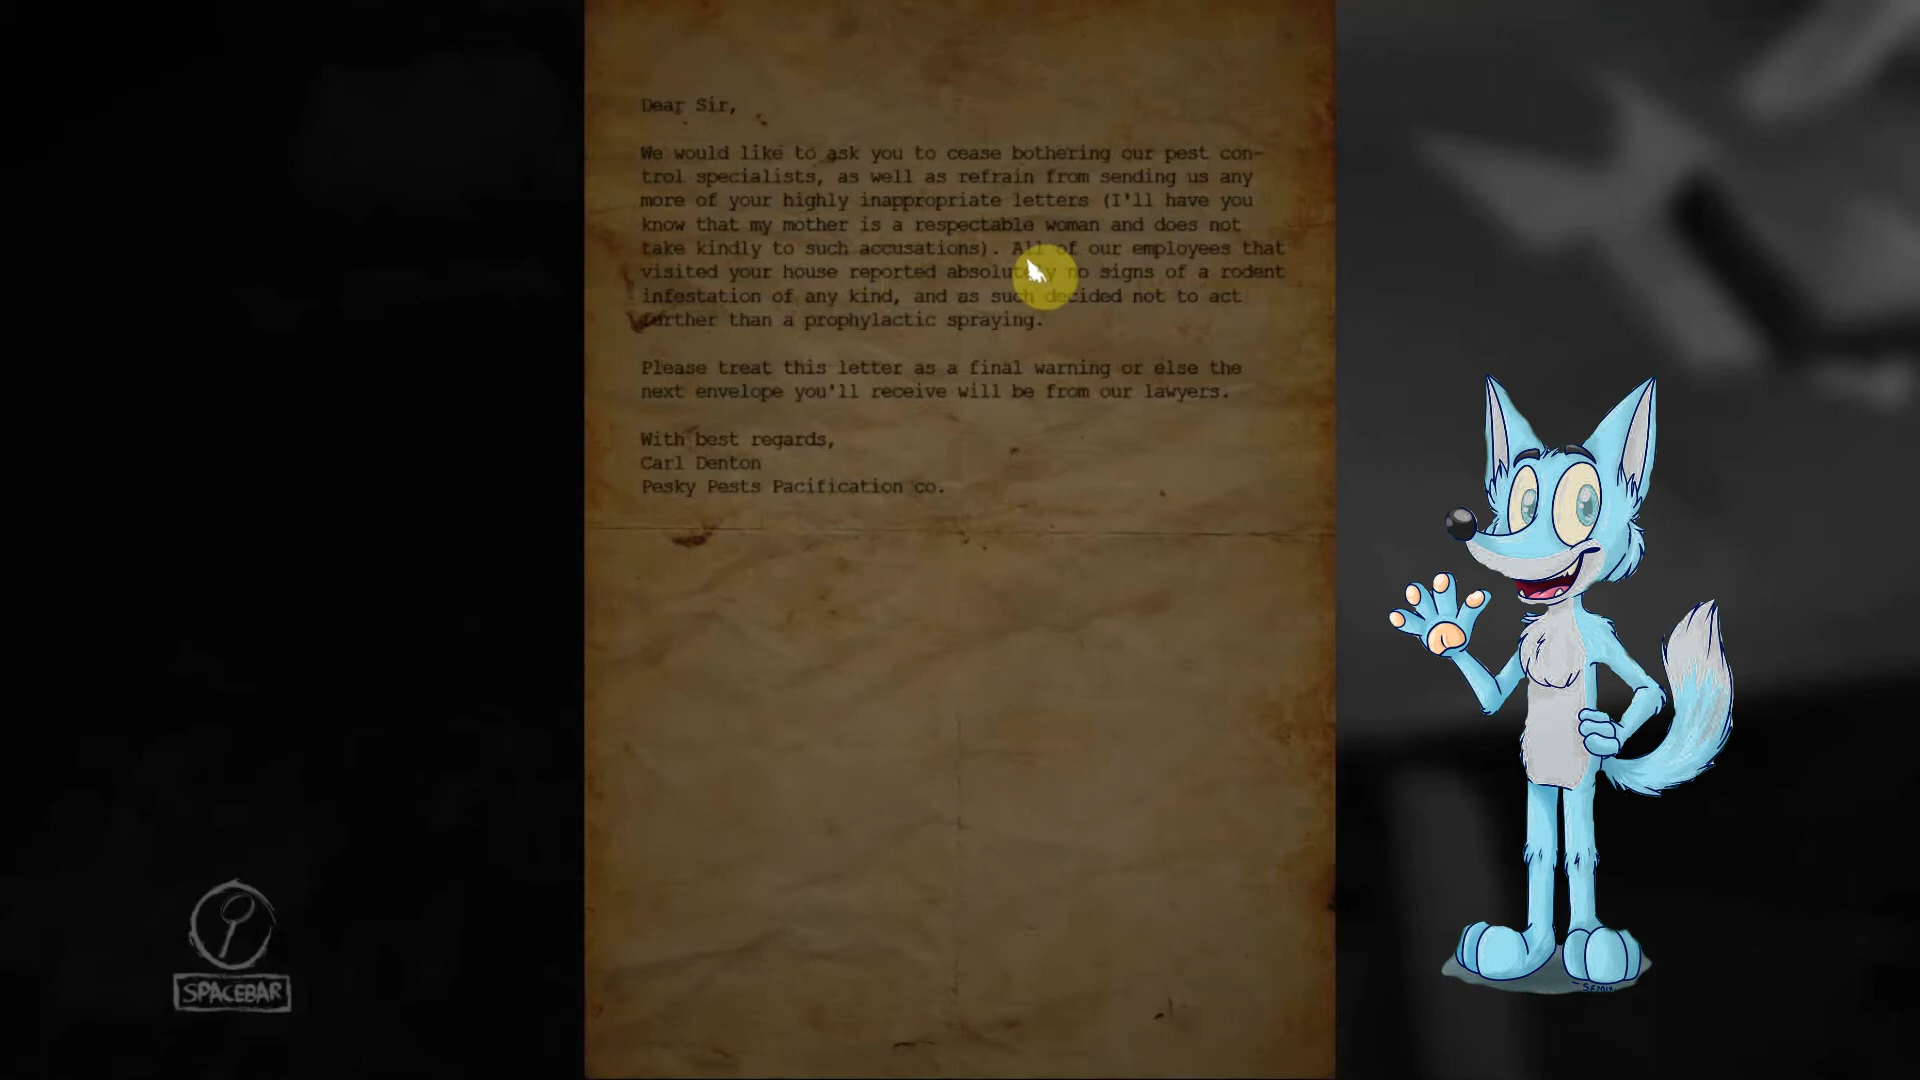 Dear Sir,
We would like to ask you to cease bothering our pest con-
trol specialists, as well as refrain from sending us any
more of your highly inappropriate letters (I'll have you
know that my mother is a respectable woman and does not
take kindly to such accusations). All of our employees that
visited your house reported absolutely no signs of a rodent
infestation of any kind, and as such decided not to act
further than a prophylactic spraying.
Please treat this letter as a final warning or else the
next envelope you'll receive will be from our lawyers.
With best regards,
Carl Denton
Pesky Pests Pacification co.
SPACEBAR